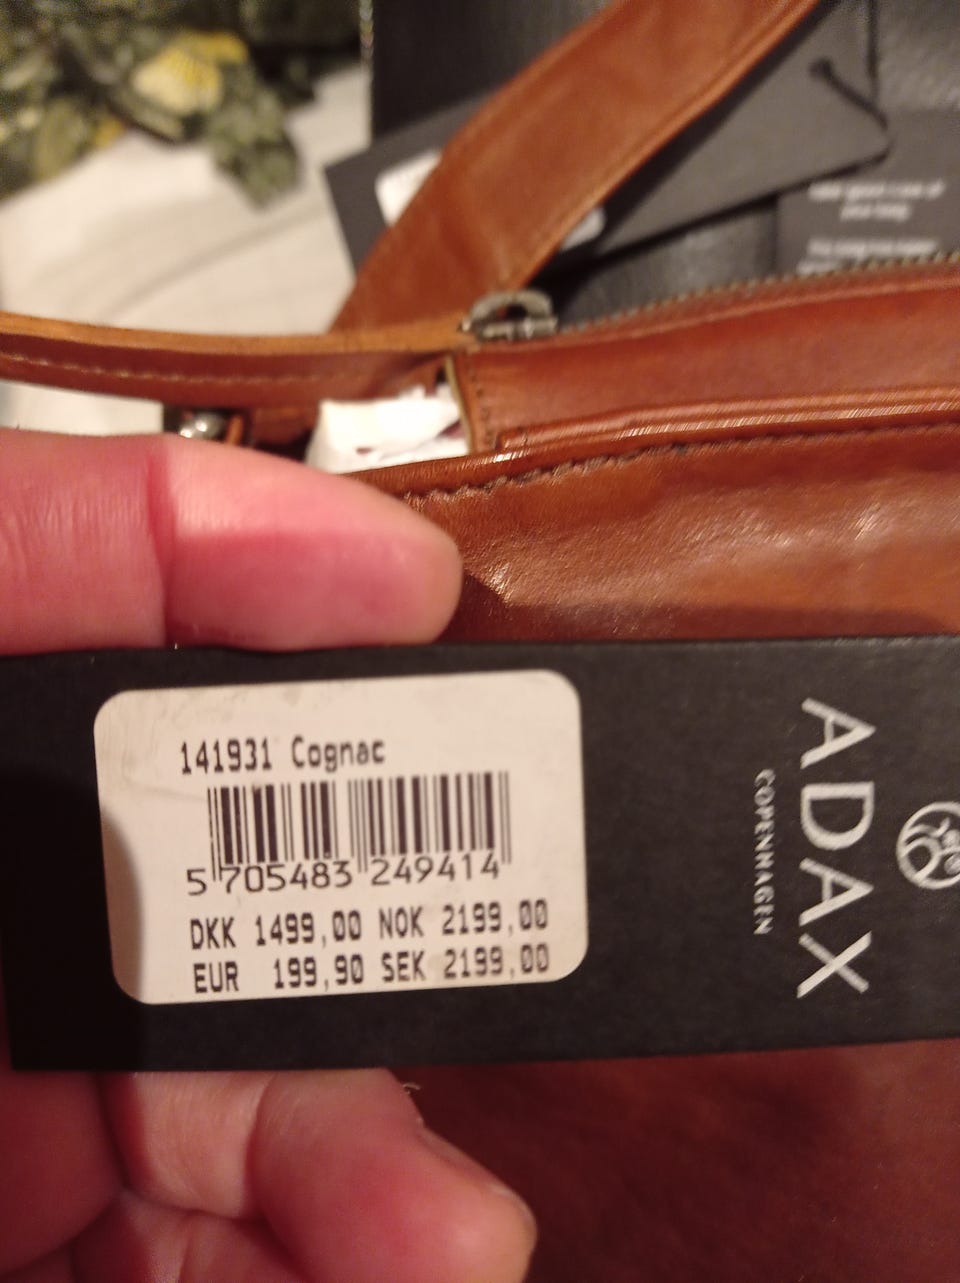 141931 Cognac
5 705483 249414
DKK 1499,00 NOK 2199,00
EUR 199,90 SEK 2199,00
ADAX
COPENHAGEN